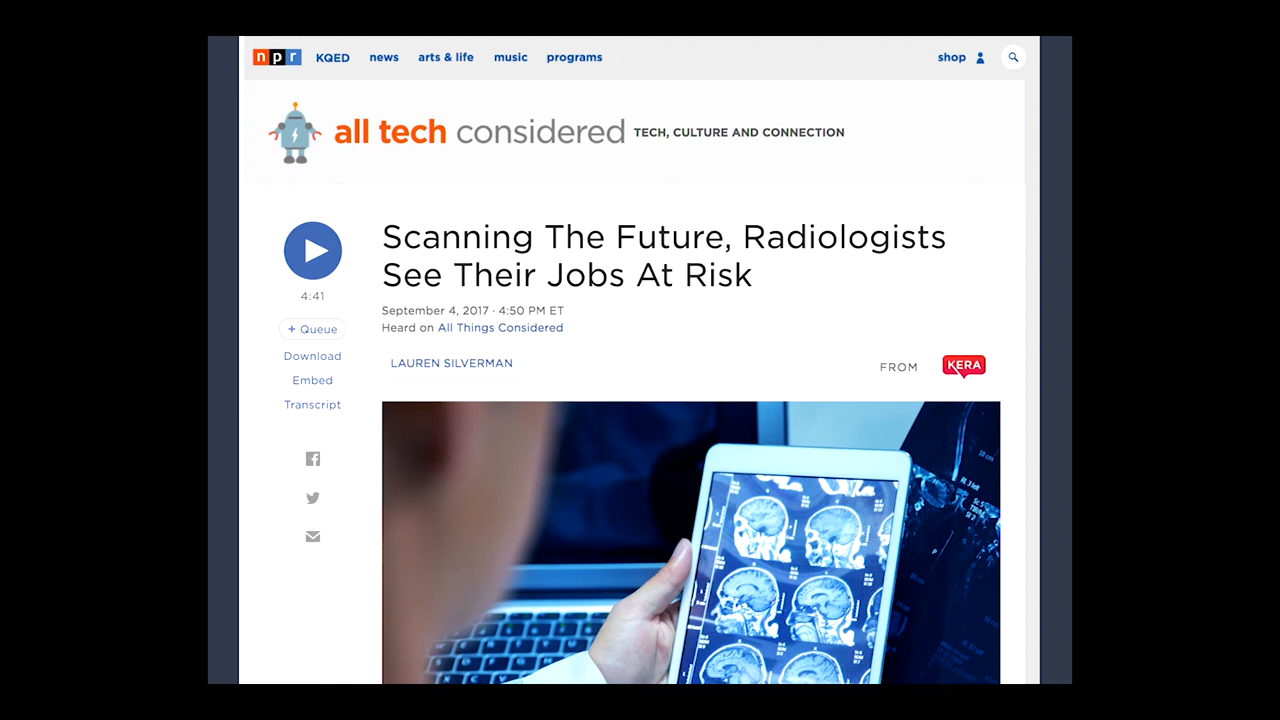 npr KQED news arts & life music programs shop
all tech considered TECH, CULTURE AND CONNECTION
Scanning The Future, Radiologists
See Their Jobs At Risk
4:41
September 4, 2017 · 4:50 PM ET
+ Queue
Heard on All Things Considered
Download
LAUREN SILVERMAN
FROM KERA
Embed
Transcript